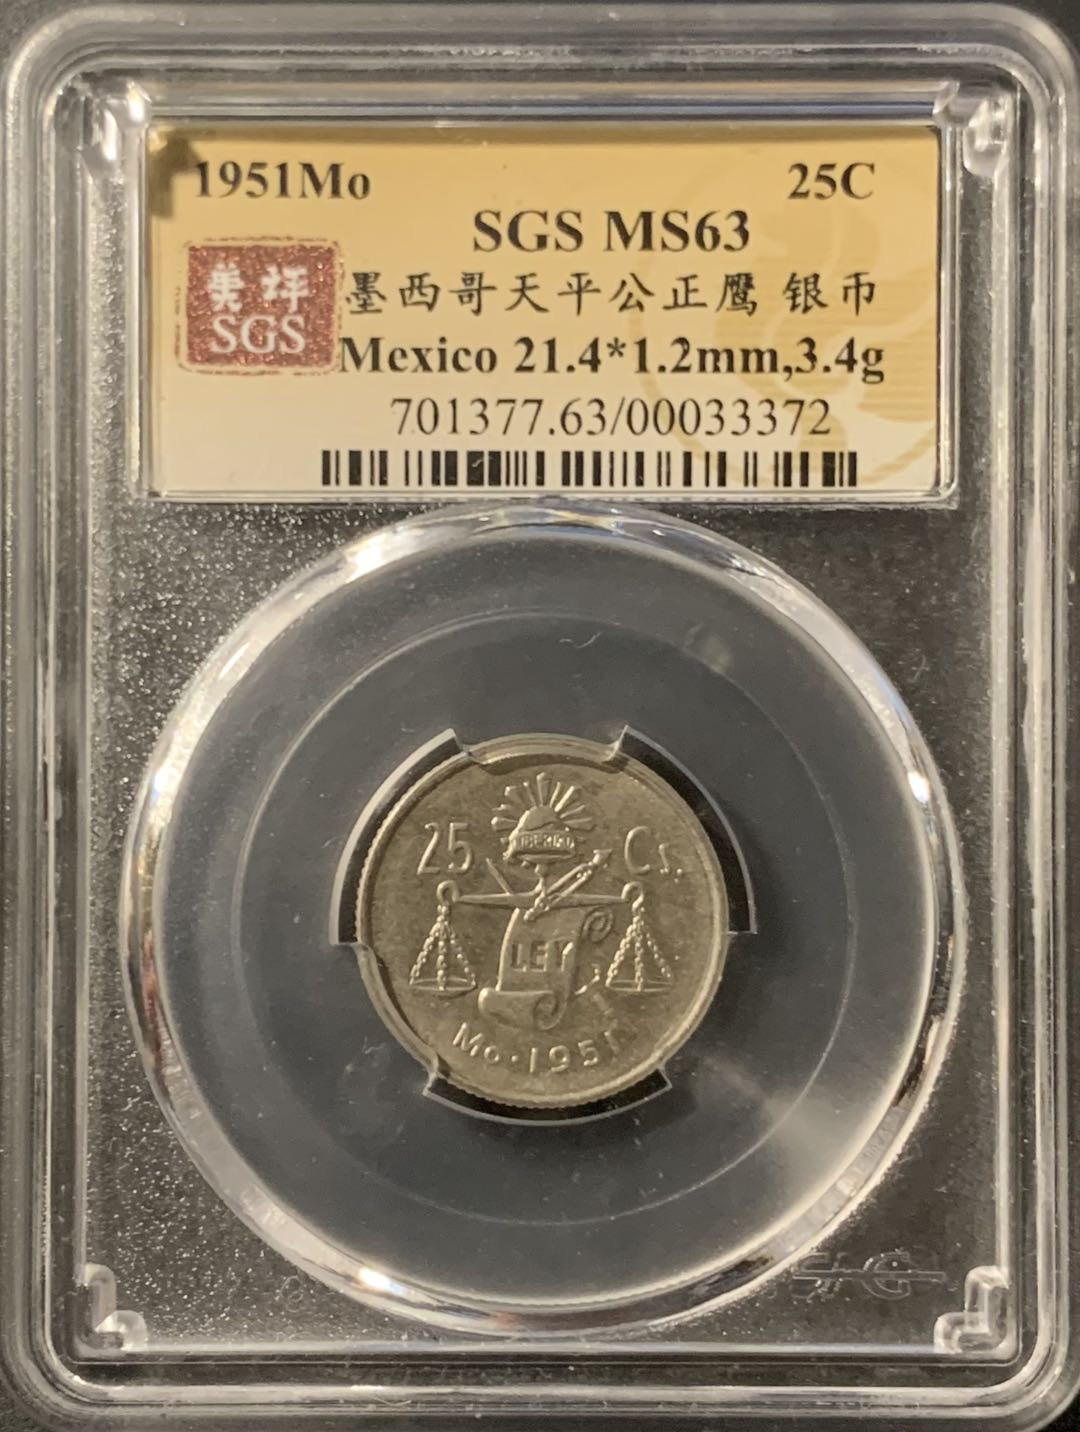 1951Mo 25C
SGS MS63
美评
SGS
墨西哥天平公正鹰 银币
Mexico 21.4*1.2mm,3.4g
701377.63/00033372
25 Cs.
LIBERTAD
LEY
Mo·1951